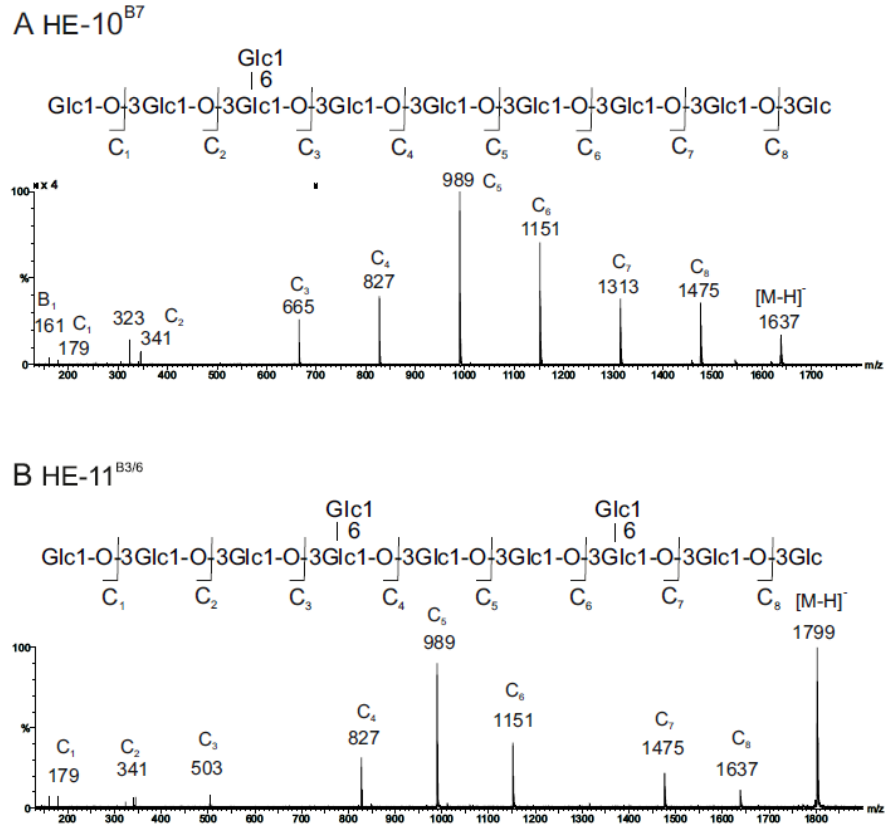 A HE-10^B7
Glc1
6
Glc1-O-3Glc1-O-3Glc1-O-3Glc1-O-3Glc1-O-3Glc1-O-3Glc1-O-3Glc1-O-3Glc
C₁ C₂ C₃ C₄ C₅ C₆ C₇ C₈
x 4
100
%
0
B₁
161
C₁
179
323
341
C₂
C₃
665
C₄
827
989 C₅
C₆
1151
C₇
1313
C₈
1475
[M-H]⁻
1637
200 300 400 500 600 700 800 900 1000 1100 1200 1300 1400 1500 1600 1700 m/z
B HE-11^B3/6
Glc1 Glc1
6 6
Glc1-O-3Glc1-O-3Glc1-O-3Glc1-O-3Glc1-O-3Glc1-O-3Glc1-O-3Glc1-O-3Glc
C₁ C₂ C₃ C₄ C₅ C₆ C₇ C₈
100
%
0
C₁
179
C₂
341
C₃
503
C₄
827
C₅
989
C₆
1151
C₇
1475
C₈
1637
[M-H]⁻
1799
200 300 400 500 600 700 800 900 1000 1100 1200 1300 1400 1500 1600 1700 1800 m/z